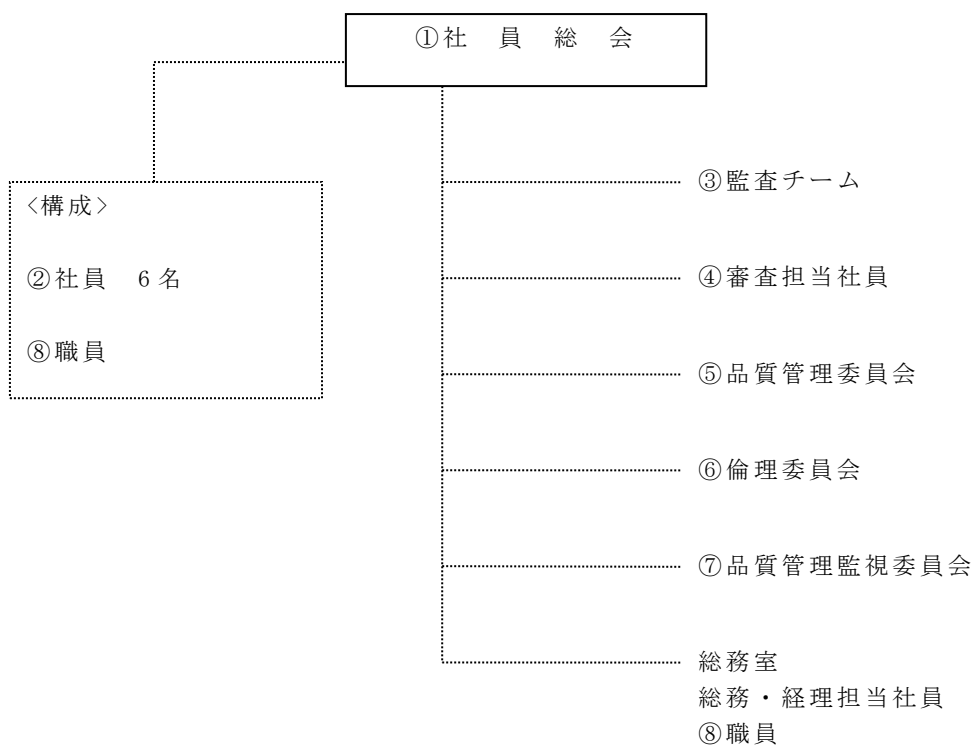 ①社 員 総 会
<構成>
②社員 6名
⑧職員
③監査チーム
④審査担当社員
⑤品質管理委員会
⑥倫理委員会
⑦品質管理監視委員会
総務室
総務・経理担当社員
⑧職員